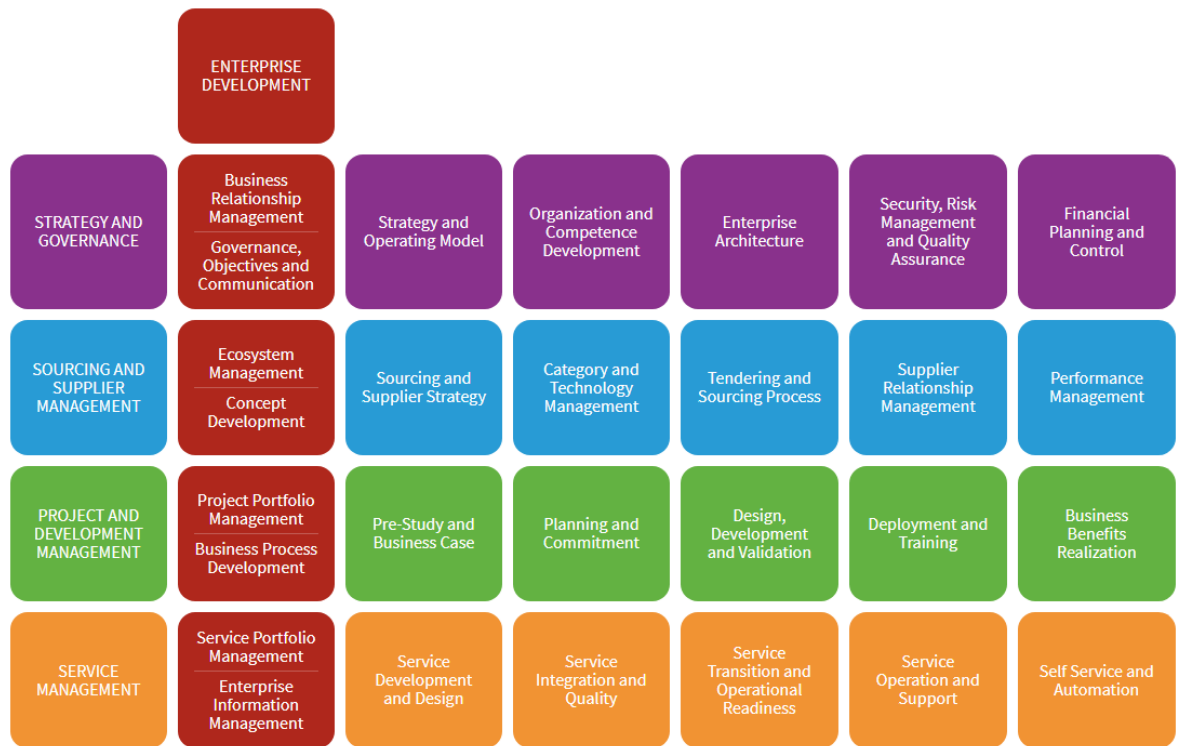 ENTERPRISE
DEVELOPMENT
STRATEGY AND
GOVERNANCE
Business
Relationship
Management
Governance,
Objectives and
Communication
Strategy and
Operating Model
Organization and
Competence
Development
Enterprise
Architecture
Security, Risk
Management
and Quality
Assurance
Financial
Planning and
Control
SOURCING AND
SUPPLIER
MANAGEMENT
Ecosystem
Management
Concept
Development
Sourcing and
Supplier Strategy
Category and
Technology
Management
Tendering and
Sourcing Process
Supplier
Relationship
Management
Performance
Management
PROJECT AND
DEVELOPMENT
MANAGEMENT
Project Portfolio
Management
Business Process
Development
Pre-Study and
Business Case
Planning and
Commitment
Design,
Development
and Validation
Deployment and
Training
Business
Benefits
Realization
SERVICE
MANAGEMENT
Service Portfolio
Management
Enterprise
Information
Management
Service
Development
and Design
Service
Integration and
Quality
Service
Transition and
Operational
Readiness
Service
Operation and
Support
Self Service and
Automation